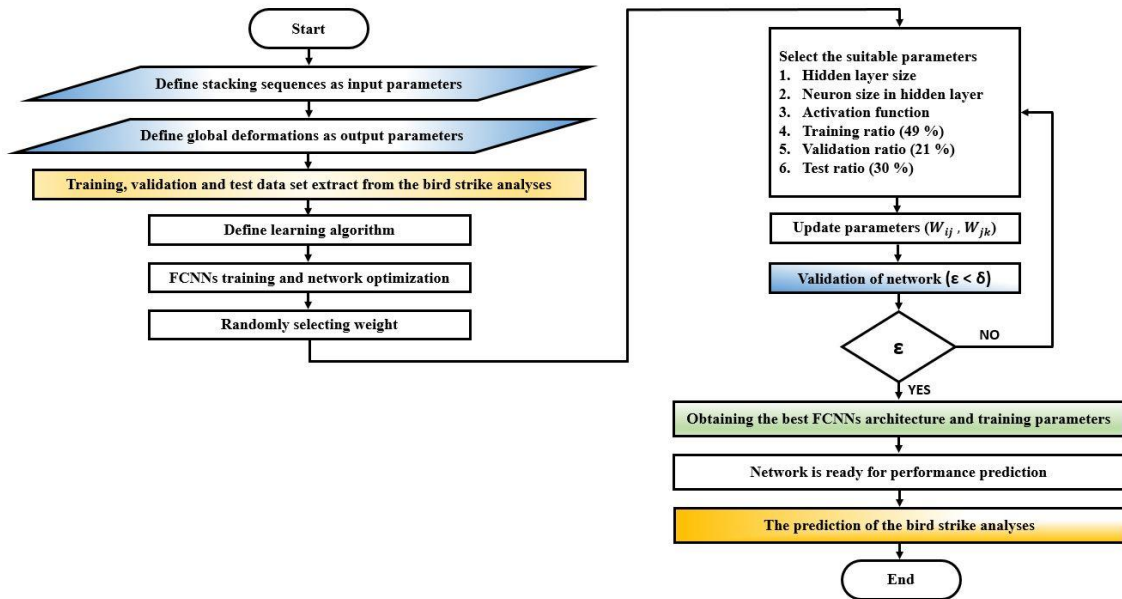 Start
Define stacking sequences as input parameters
Define global deformations as output parameters
Training, validation and test data set extract from the bird strike analyses
Define learning algorithm
FCNNs training and network optimization
Randomly selecting weight
Select the suitable parameters
1. Hidden layer size
2. Neuron size in hidden layer
3. Activation function
4. Training ratio (49 %)
5. Validation ratio (21 %)
6. Test ratio (30 %)
Update parameters (W_{ij} , W_{jk})
Validation of network (ε < δ)
ε
NO
YES
Obtaining the best FCNNs architecture and training parameters
Network is ready for performance prediction
The prediction of the bird strike analyses
End